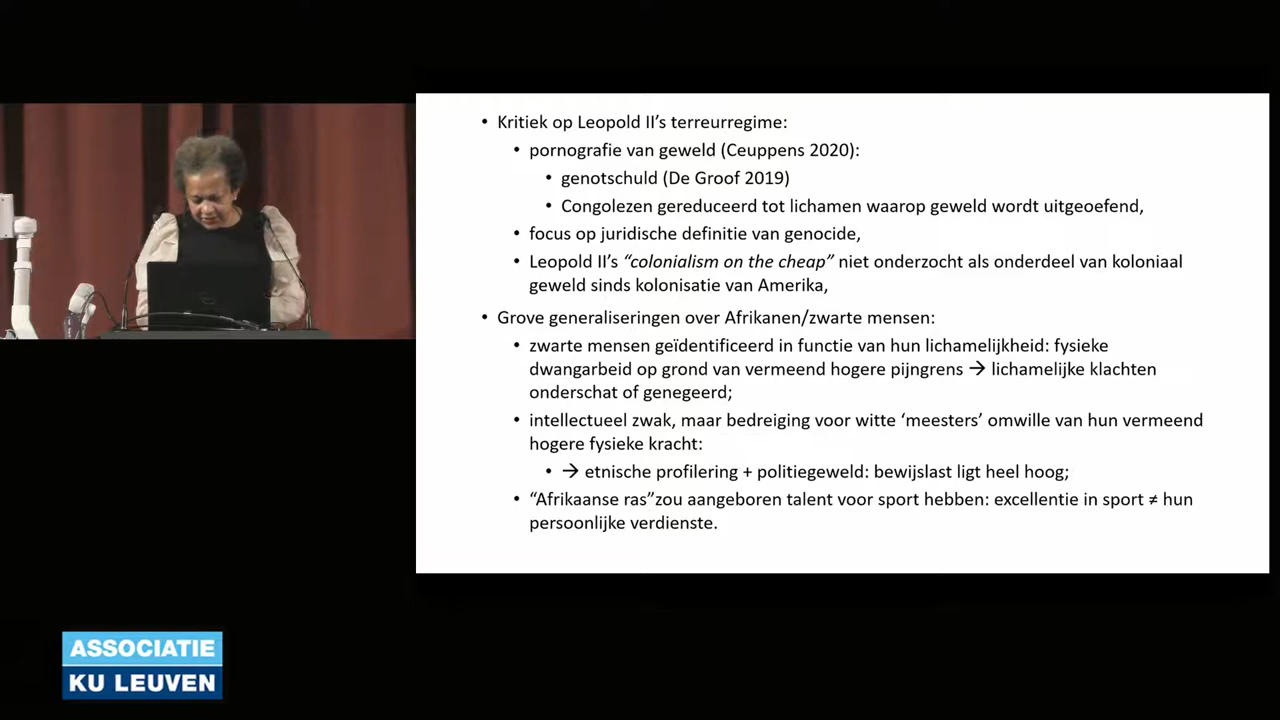 • Kritiek op Leopold II's terreurregime:
• pornografie van geweld (Ceuppens 2020):
• genotschuld (De Groof 2019)
• Congolezen gereduceerd tot lichamen waarop geweld wordt uitgeoefend,
• focus op juridische definitie van genocide,
• Leopold II's “colonialism on the cheap” niet onderzocht als onderdeel van koloniaal
geweld sinds kolonisatie van Amerika,
• Grove generaliseringen over Afrikanen/zwarte mensen:
• zwarte mensen geïdentificeerd in functie van hun lichamelijkheid: fysieke
dwangarbeid op grond van vermeend hogere pijngrens → lichamelijke klachten
onderschat of genegeerd;
• intellectueel zwak, maar bedreiging voor witte ‘meesters’ omwille van hun vermeend
hogere fysieke kracht:
• → etnische profilering + politiegeweld: bewijslast ligt heel hoog;
• “Afrikaanse ras”zou aangeboren talent voor sport hebben: excellentie in sport ≠ hun
persoonlijke verdienste.
ASSOCIATIE
KU LEUVEN